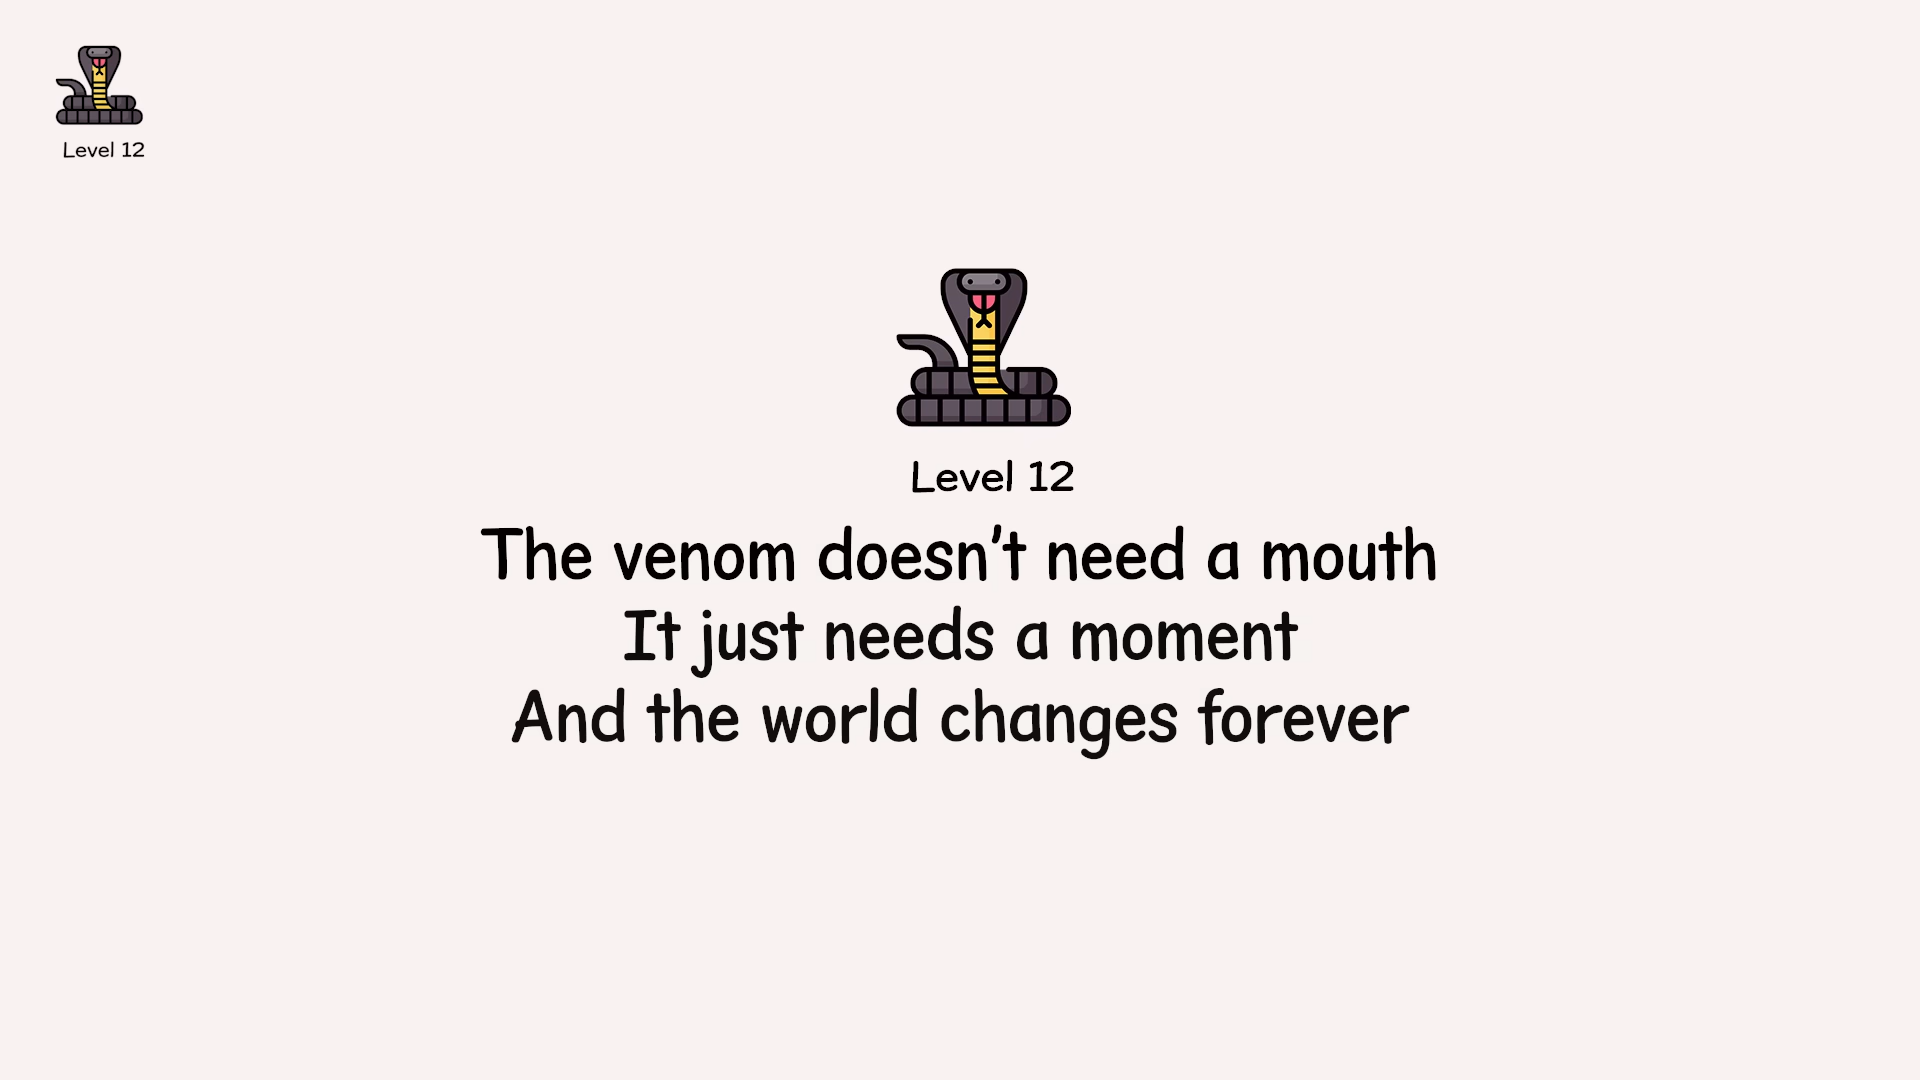 Level 12
Level 12
The venom doesn’t need a mouth
It just needs a moment
And the world changes forever